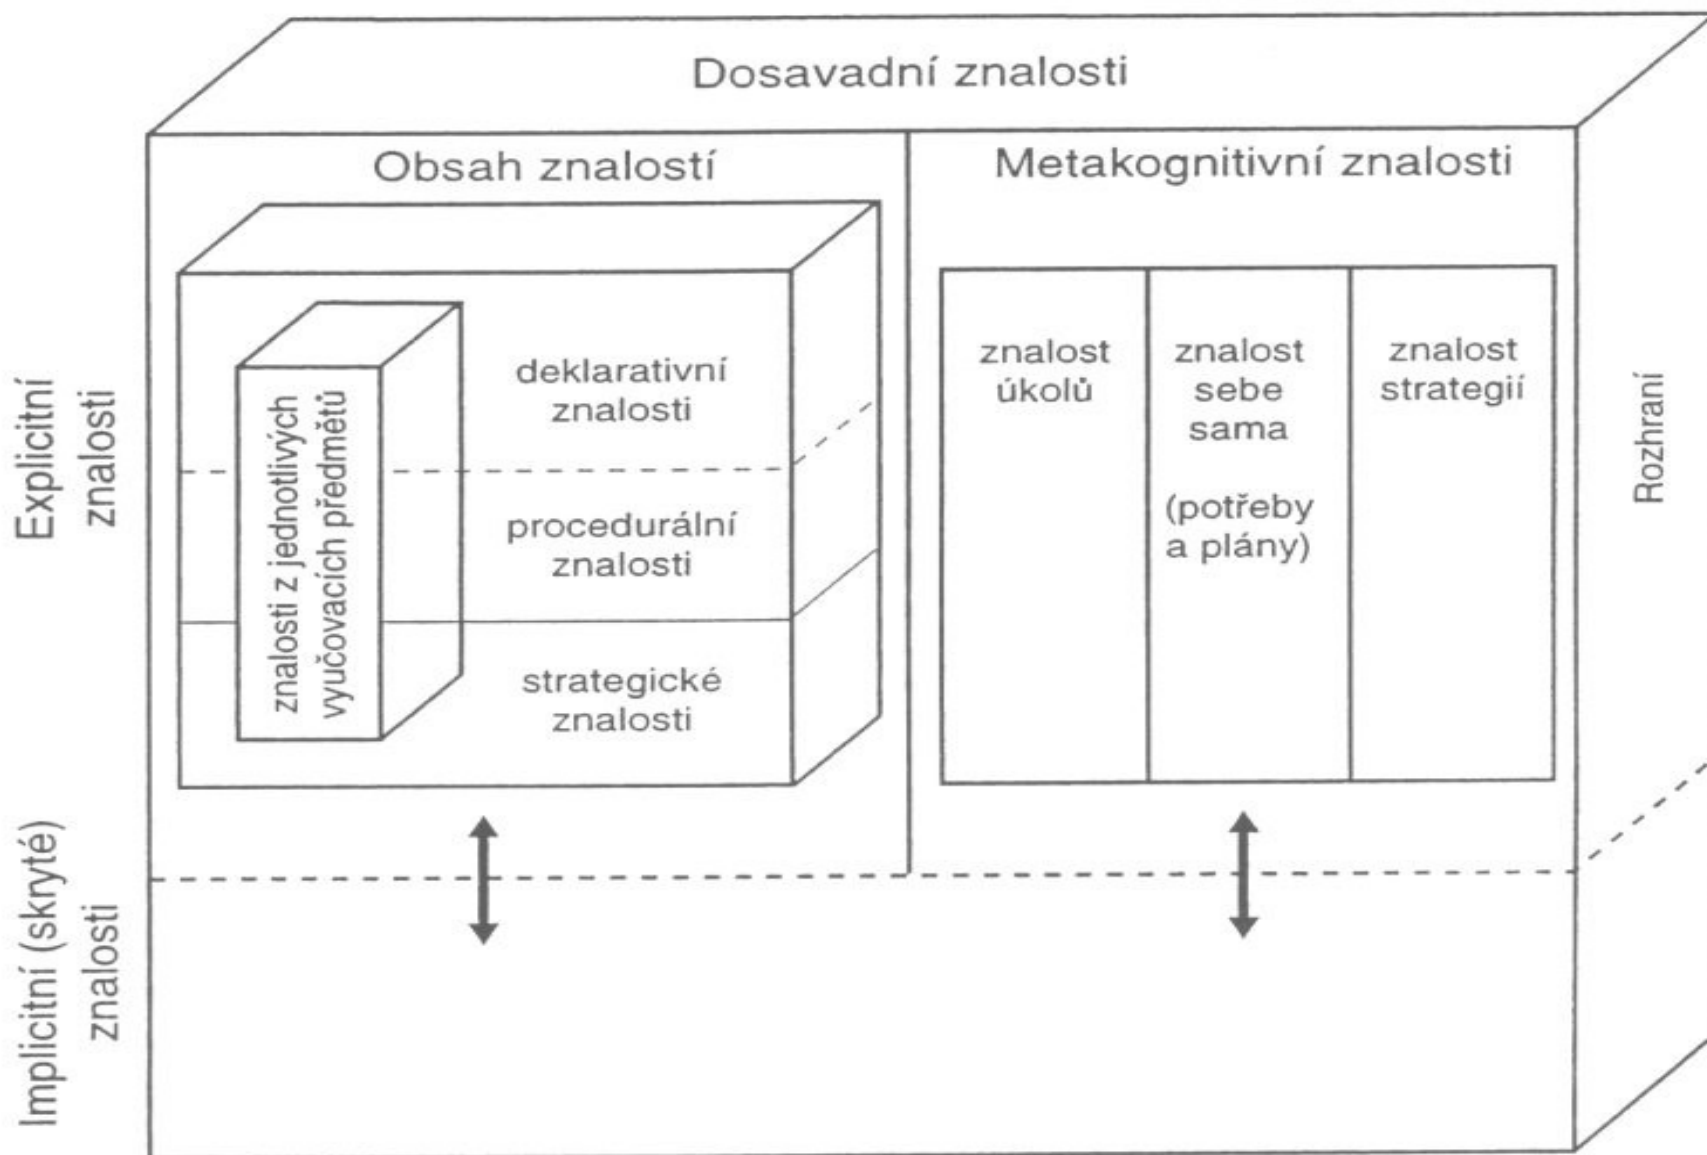 Dosavadní znalosti
Obsah znalostí
Metakognitivní znalosti
Explicitní
znalosti
znalosti z jednotlivých
vyučovacích předmětů
deklarativní
znalosti
procedurální
znalosti
strategické
znalosti
znalost
úkolů
znalost
sebe
sama
(potřeby
a plány)
znalost
strategií
Rozhraní
Implicitní (skryté)
znalosti